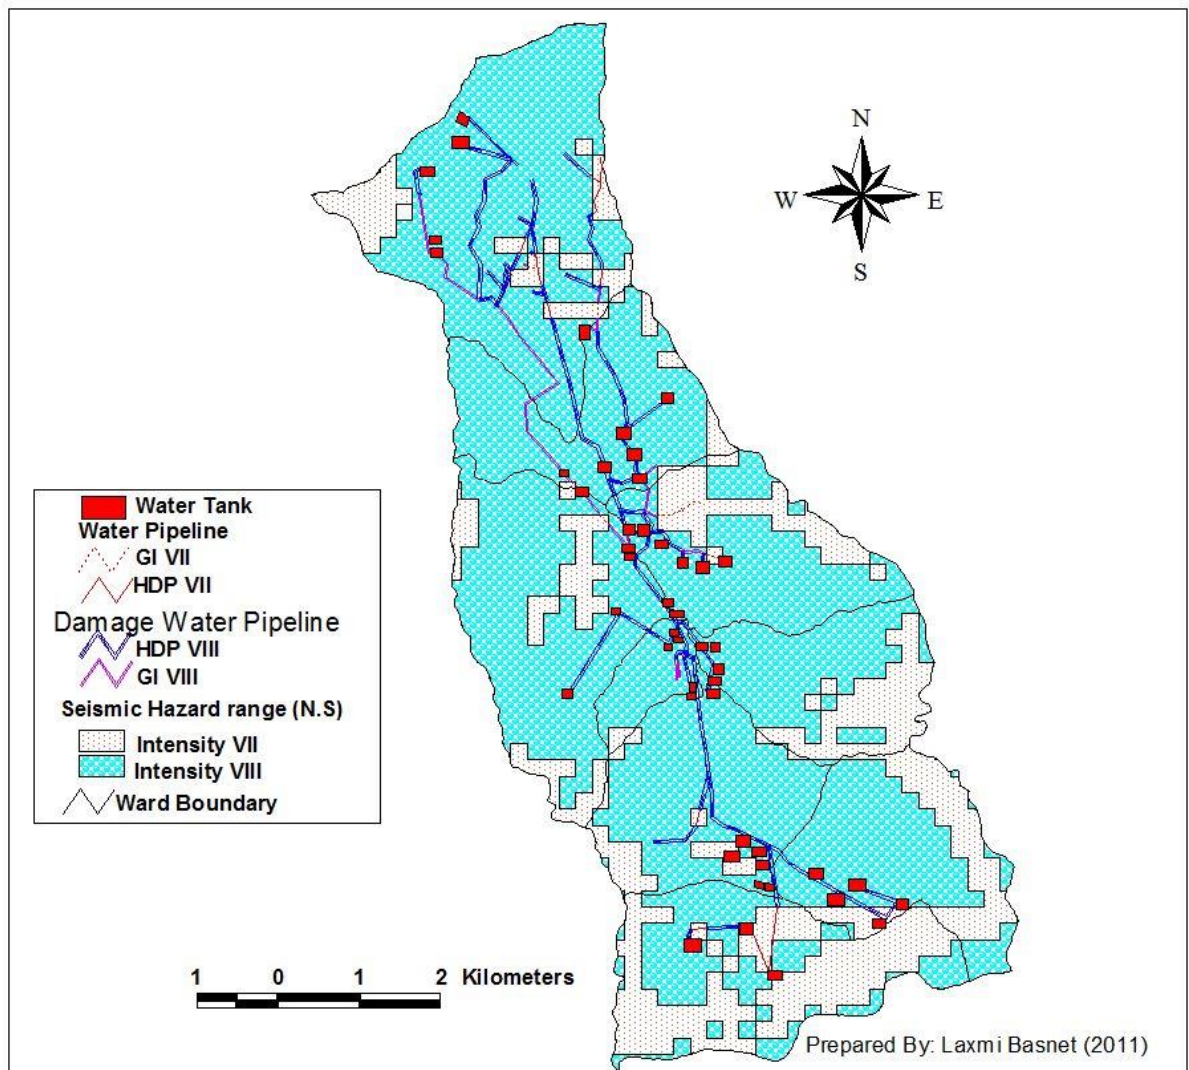 N
W E
S
Water Tank
Water Pipeline
GI VII
HDP VII
Damage Water Pipeline
HDP VIII
GI VIII
Seismic Hazard range (N.S)
Intensity VII
Intensity VIII
Ward Boundary
1 0 1 2 Kilometers
Prepared By: Laxmi Basnet (2011)